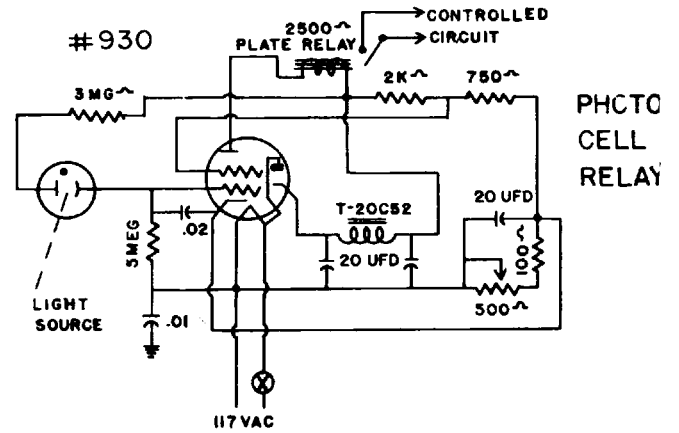 #930
2500~
PLATE RELAY
CONTROLLED
CIRCUIT
3MG~
2K~
750~
PHOTO
CELL
RELAY
T-20C52
20 UFD
.02
5MEG
20 UFD
100~
500~
LIGHT
SOURCE
.01
117VAC